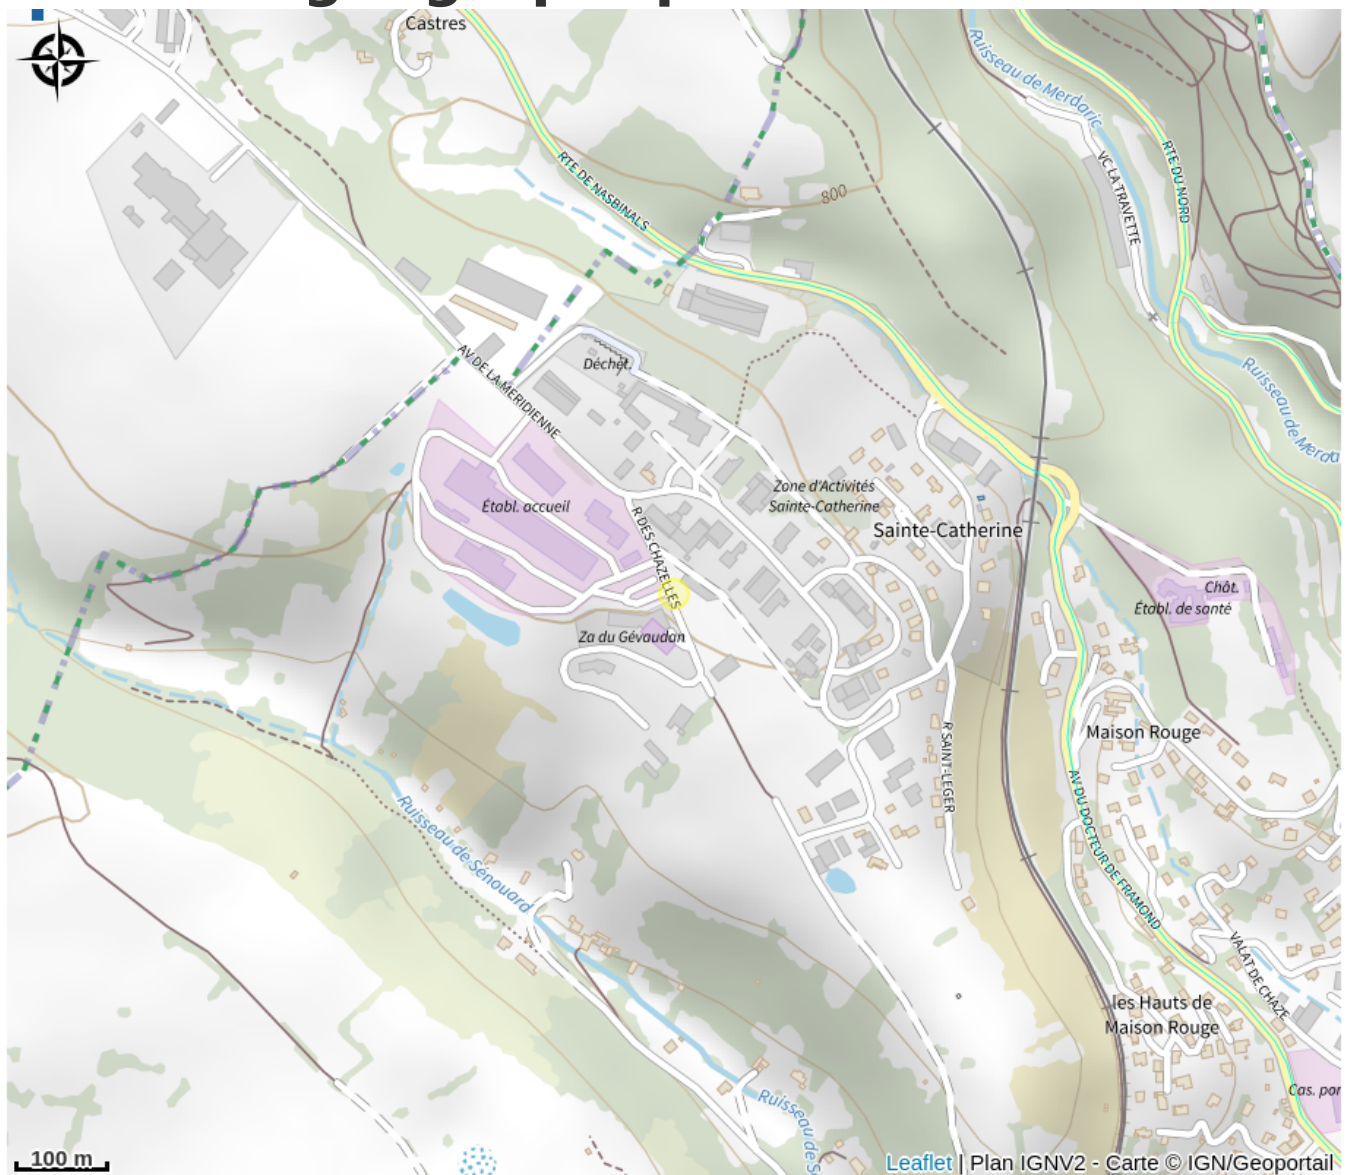 Castres
Ruisseau de Merdaric
RTE DE NASBINALS
VC LA TRAVETTE
RTE DU NORD
800
AV DE LA MERIDIENNE
Déchèt.
Ruisseau de Merda
Établ. accueil
Zone d'Activités
Sainte-Catherine
Sainte-Catherine
R DES CHAZELLES
Chât.
Établ. de santé
Za du Gévaudan
Maison Rouge
R SAINT-LEGER
AV DU DOCTEUR DE FRAMOND
Ruisseau de Sénouard
VALAT DE CHAZE
les Hauts de
Maison Rouge
Cas. pom
Ruisseau de S
100 m
Leaflet | Plan IGNV2 - Carte © IGN/Geoportail